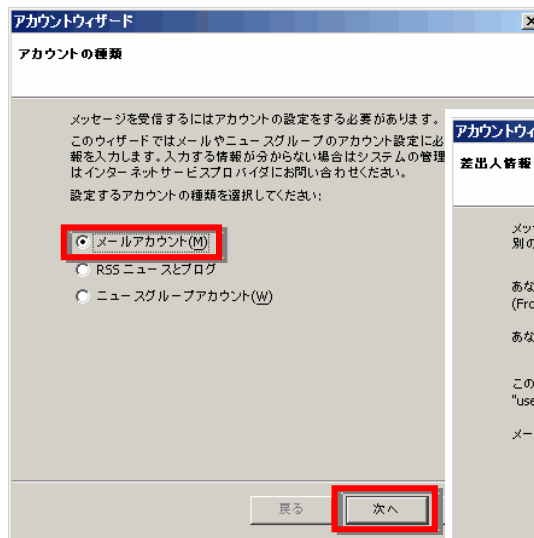 アカウントウィザード
アカウントの種類
メッセージを受信するにはアカウントの設定をする必要があります。
このウィザードではメールやニュースグループのアカウント設定に必
報を入力します。入力する情報が分からない場合はシステムの管理
はインターネットサービスプロバイダにお問い合わせください。
設定するアカウントの種類を選択してください:
メールアカウント(M)
RSS ニュースとブログ
ニュースグループアカウント(W)
戻る
次へ
アカウントウィ
差出人情報
メッ
別の
あな
(Fro
あな
この
"use
メー